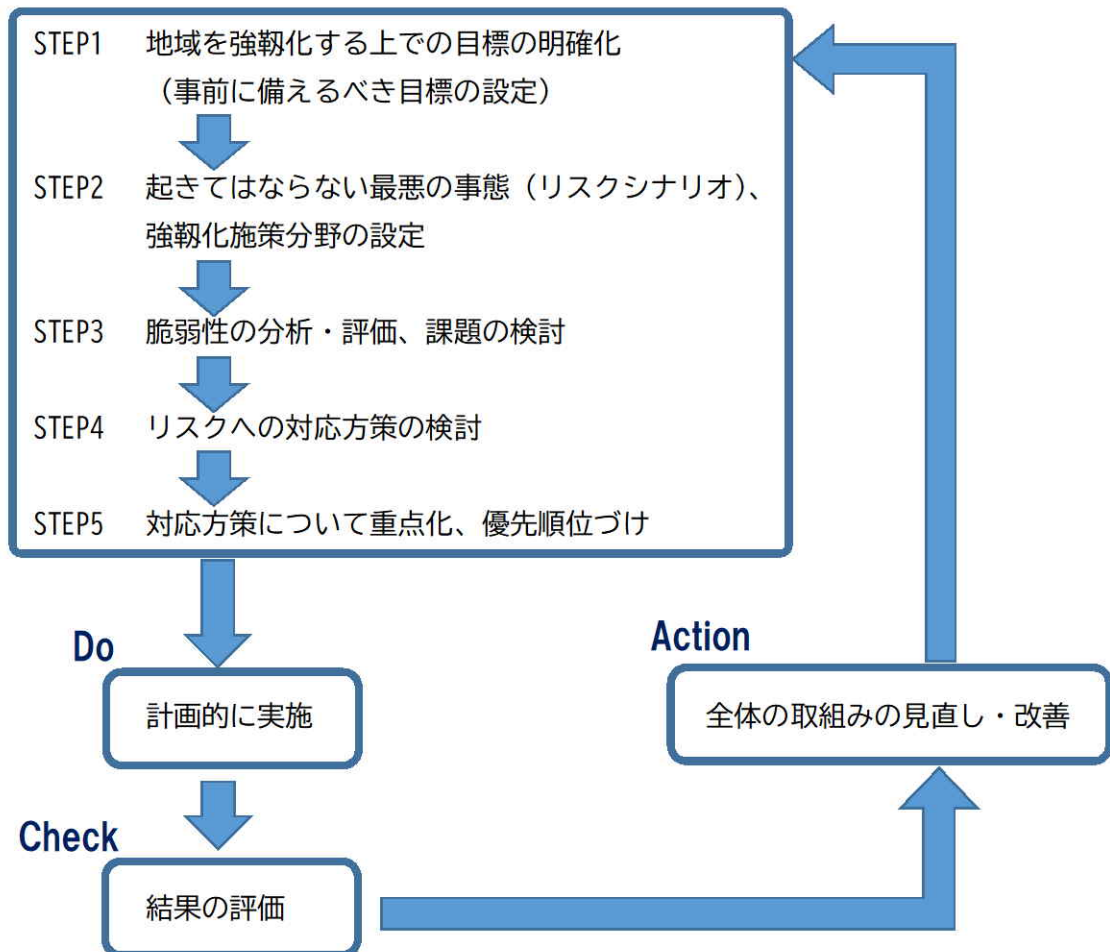 STEP1 地域を強靱化する上での目標の明確化
（事前に備えるべき目標の設定）
STEP2 起きてはならない最悪の事態（リスクシナリオ）、
強靱化施策分野の設定
STEP3 脆弱性の分析・評価、課題の検討
STEP4 リスクへの対応方策の検討
STEP5 対応方策について重点化、優先順位づけ
Do
計画的に実施
Check
結果の評価
Action
全体の取組みの見直し・改善